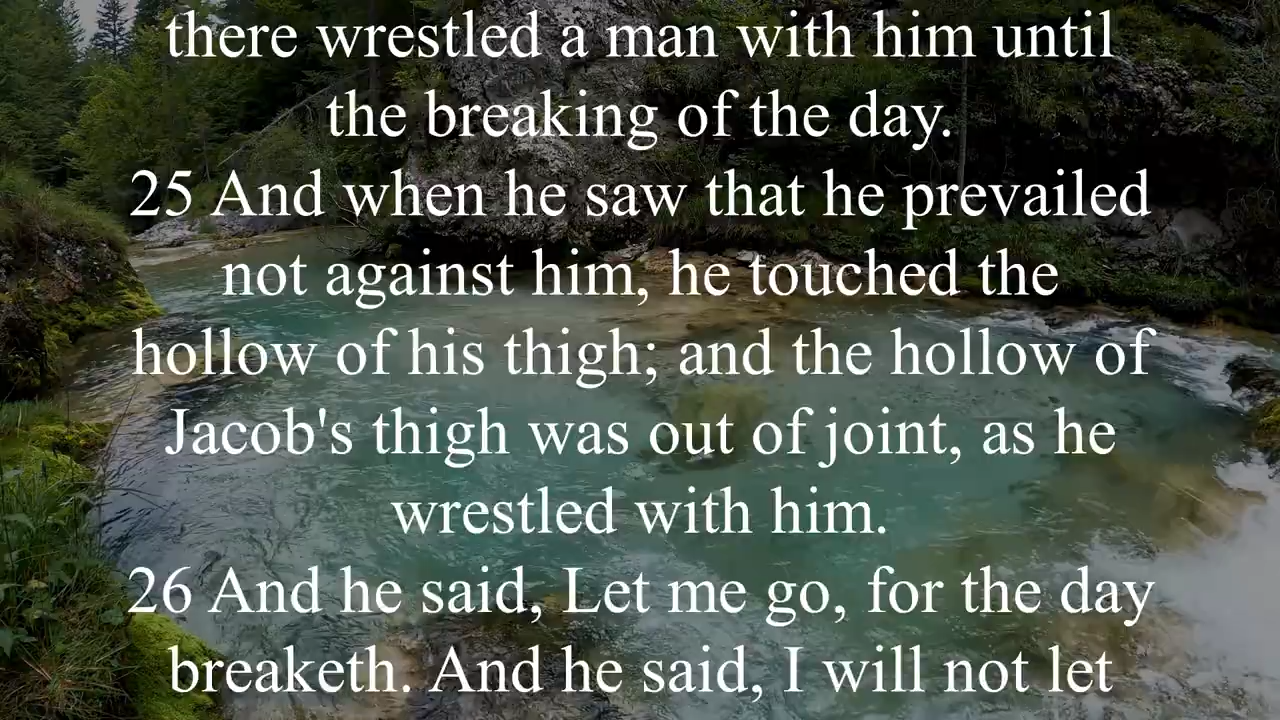 there wrestled a man with him until
the breaking of the day.
25 And when he saw that he prevailed
not against him, he touched the
hollow of his thigh; and the hollow of
Jacob's thigh was out of joint, as he
wrestled with him.
26 And he said, Let me go, for the day
breaketh. And he said, I will not let